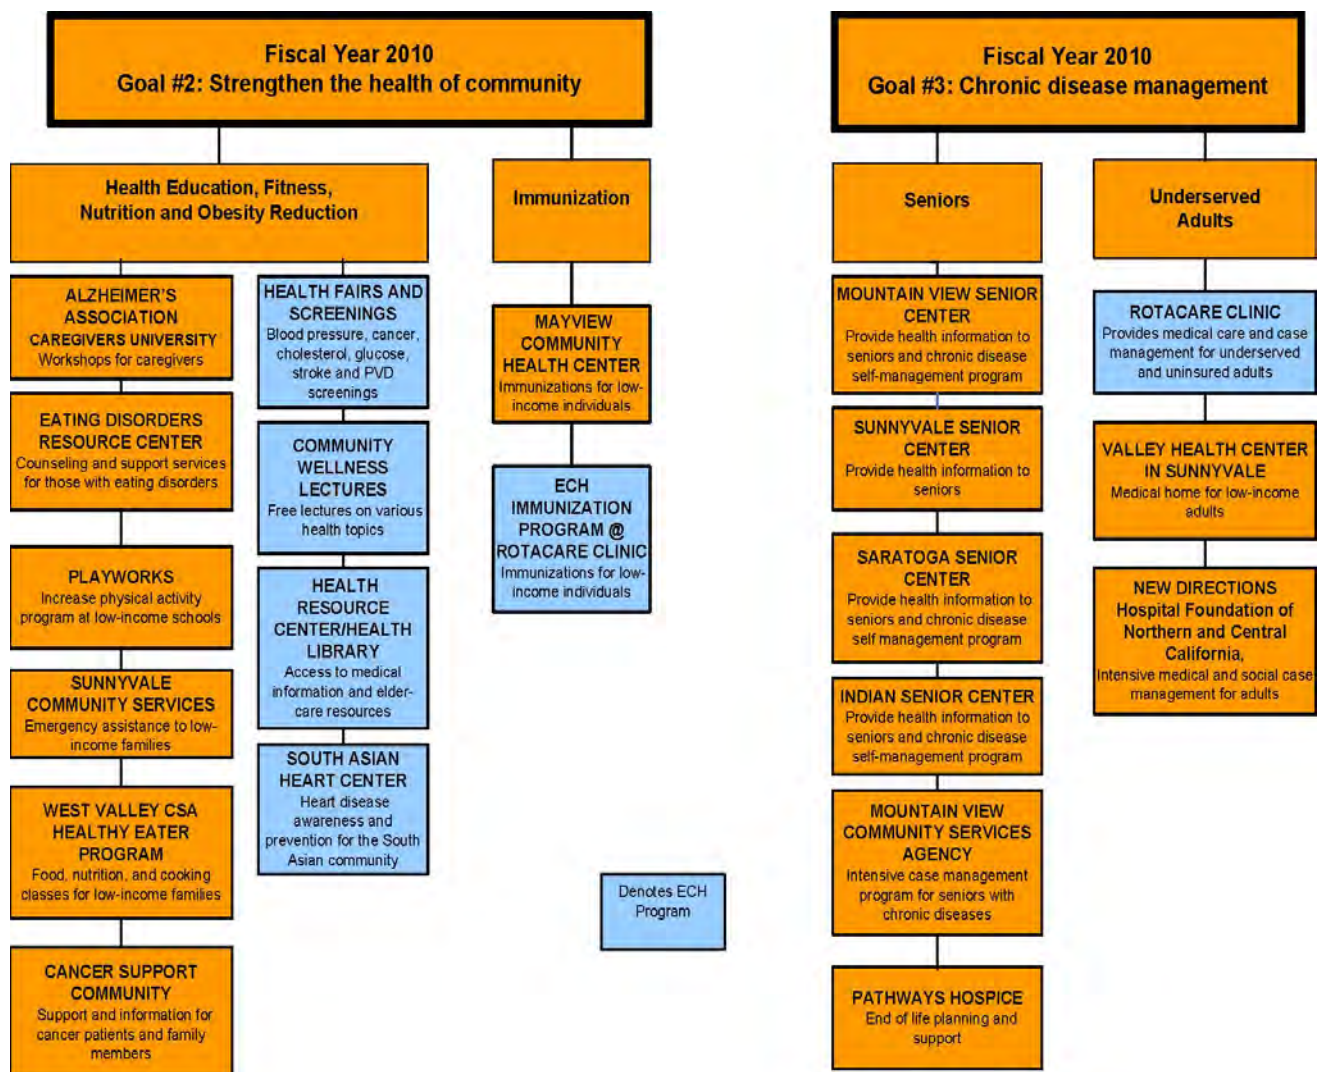 Fiscal Year 2010
Goal #2: Strengthen the health of community
Health Education, Fitness,
Nutrition and Obesity Reduction
ALZHEIMER'S
ASSOCIATION
CAREGIVERS UNIVERSITY
Workshops for caregivers
EATING DISORDERS
RESOURCE CENTER
Counseling and support services
for those with eating disorders
PLAYWORKS
Increase physical activity
program at low-income schools
SUNNYVALE
COMMUNITY SERVICES
Emergency assistance to low-
income families
WEST VALLEY CSA
HEALTHY EATER
PROGRAM
Food, nutrition, and cooking
classes for low-income families
CANCER SUPPORT
COMMUNITY
Support and information for
cancer patients and family
members
HEALTH FAIRS AND
SCREENINGS
Blood pressure, cancer,
cholesterol, glucose,
stroke and PVD
screenings
COMMUNITY
WELLNESS
LECTURES
Free lectures on various
health topics
HEALTH
RESOURCE
CENTER/HEALTH
LIBRARY
Access to medical
information and elder-
care resources
SOUTH ASIAN
HEART CENTER
Heart disease
awareness and
prevention for the South
Asian community
Immunization
MAYVIEW
COMMUNITY
HEALTH CENTER
Immunizations for low-
income individuals
ECH
IMMUNIZATION
PROGRAM @
ROTACARE CLINIC
Immunizations for low-
income individuals
Denotes ECH
Program
Fiscal Year 2010
Goal #3: Chronic disease management
Seniors
MOUNTAIN VIEW SENIOR
CENTER
Provide health information to
seniors and chronic disease
self-management program
SUNNYVALE SENIOR
CENTER
Provide health information to
seniors
SARATOGA SENIOR
CENTER
Provide health information to
seniors and chronic disease
self management program
INDIAN SENIOR CENTER
Provide health information to
seniors and chronic disease
self-management program
MOUNTAIN VIEW
COMMUNITY SERVICES
AGENCY
Intensive case management
program for seniors with
chronic diseases
PATHWAYS HOSPICE
End of life planning and
support
Underserved
Adults
ROTACARE CLINIC
Provides medical care and case
management for underserved
and uninsured adults
VALLEY HEALTH CENTER
IN SUNNYVALE
Medical home for low-income
adults
NEW DIRECTIONS
Hospital Foundation of
Northern and Central
California,
Intensive medical and social case
management for adults